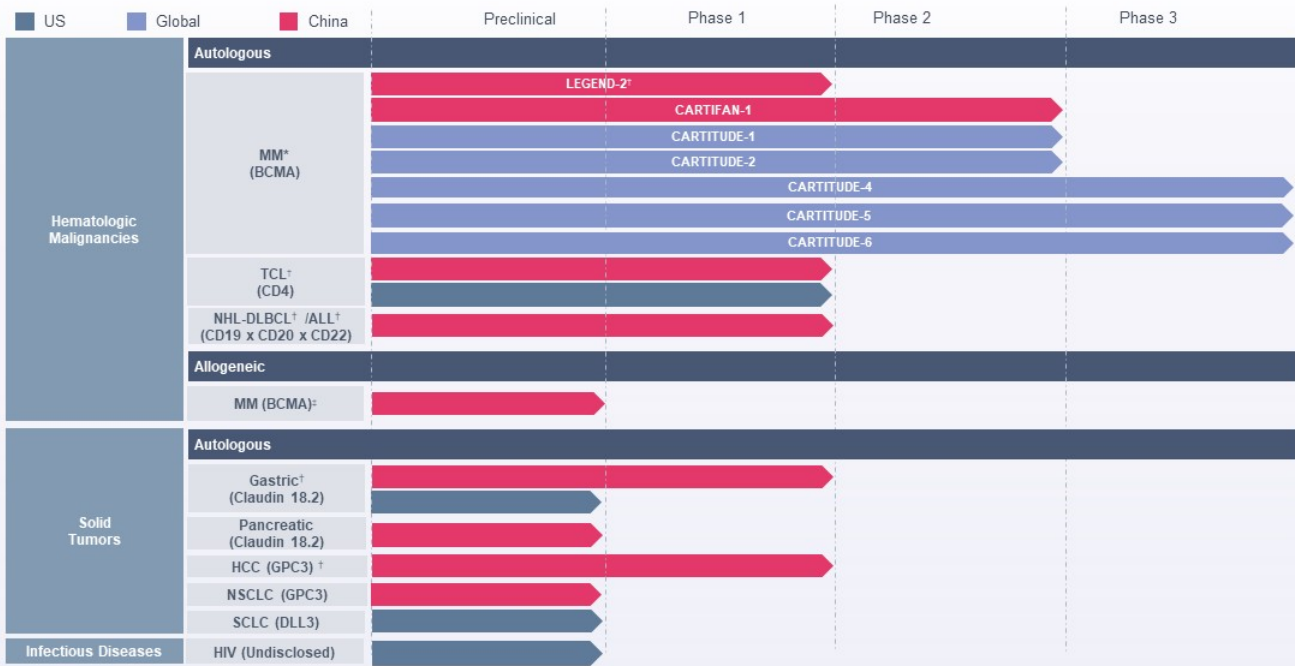 US Global China Preclinical Phase 1 Phase 2 Phase 3
Autologous
LEGEND-2†
CARTIFAN-1
CARTITUDE-1
MM*
(BCMA)
CARTITUDE-2
CARTITUDE-4
CARTITUDE-5
CARTITUDE-6
Hematologic
Malignancies
TCL†
(CD4)
NHL-DLBCL† /ALL†
(CD19 x CD20 x CD22)
Allogeneic
MM (BCMA)‡
Autologous
Gastric†
(Claudin 18.2)
Solid
Tumors
Pancreatic
(Claudin 18.2)
HCC (GPC3) †
NSCLC (GPC3)
SCLC (DLL3)
Infectious Diseases HIV (Undisclosed)